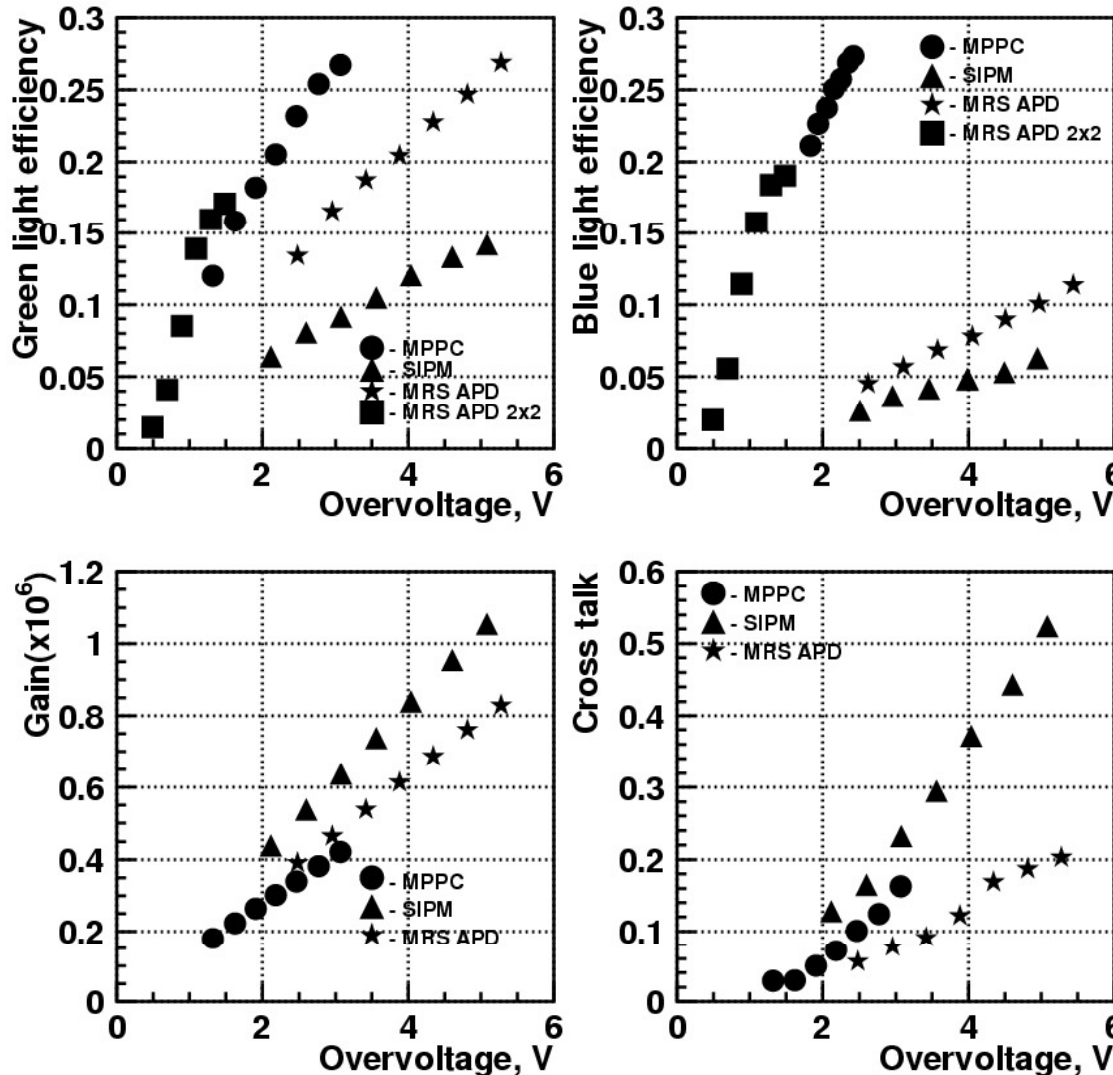 Green light efficiency
0.3
0.25
0.2
0.15
0.1
0.05
0
- MPPC
- SIPM
- MRS APD
- MRS APD 2x2
0 2 4 6
Overvoltage, V
Blue light efficiency
0.3
0.25
0.2
0.15
0.1
0.05
0
- MPPC
- SIPM
- MRS APD
- MRS APD 2x2
0 2 4 6
Overvoltage, V
Gain(x10⁶)
1.2
1
0.8
0.6
0.4
0.2
0
- MPPC
- SIPM
- MRS APD
0 2 4 6
Overvoltage, V
Cross talk
0.6
0.5
0.4
0.3
0.2
0.1
0
- MPPC
- SIPM
- MRS APD
0 2 4 6
Overvoltage, V